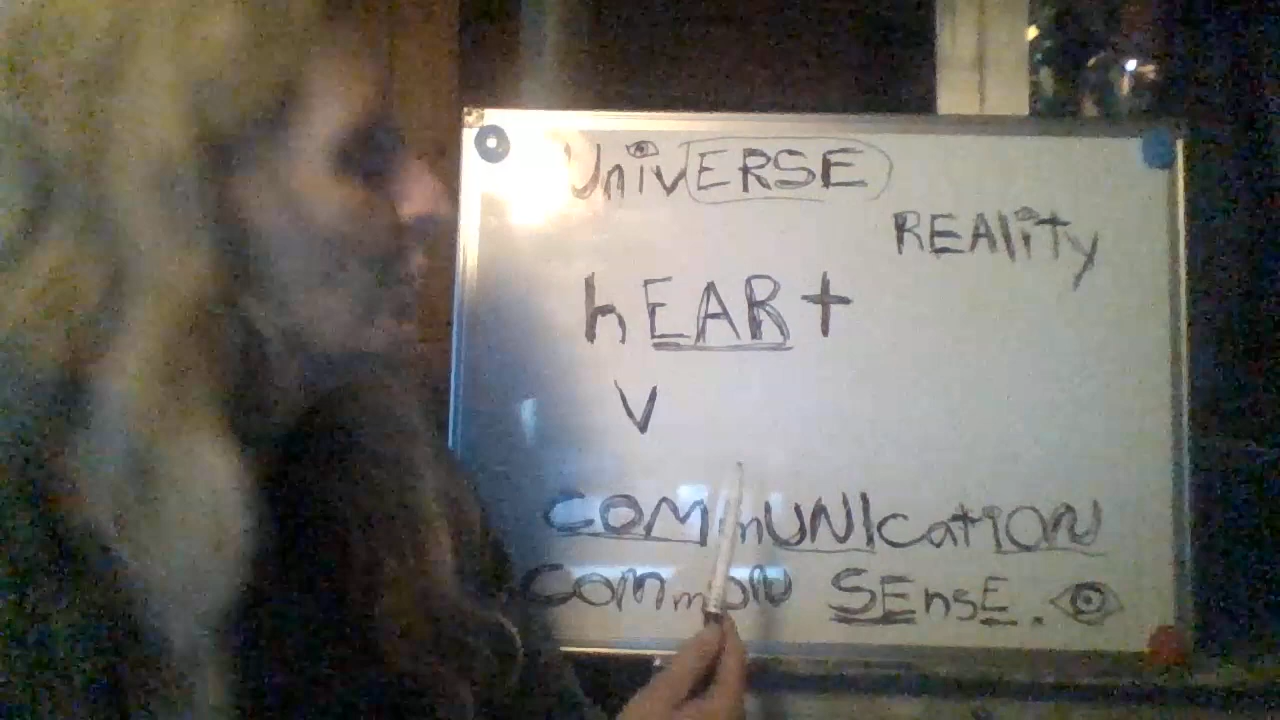 UnivERSE
REAliTy
hEARt
V
COMmUNIcatiON
COMmON SEnsE.